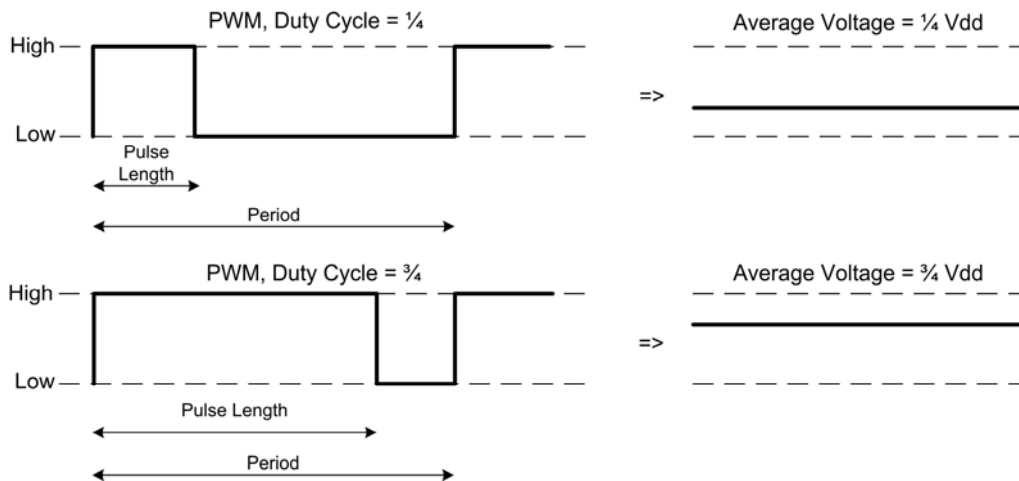 PWM, Duty Cycle = ¼
Average Voltage = ¼ Vdd
High
=>
Low
Pulse
Length
Period
PWM, Duty Cycle = ¾
Average Voltage = ¾ Vdd
High
=>
Low
Pulse Length
Period